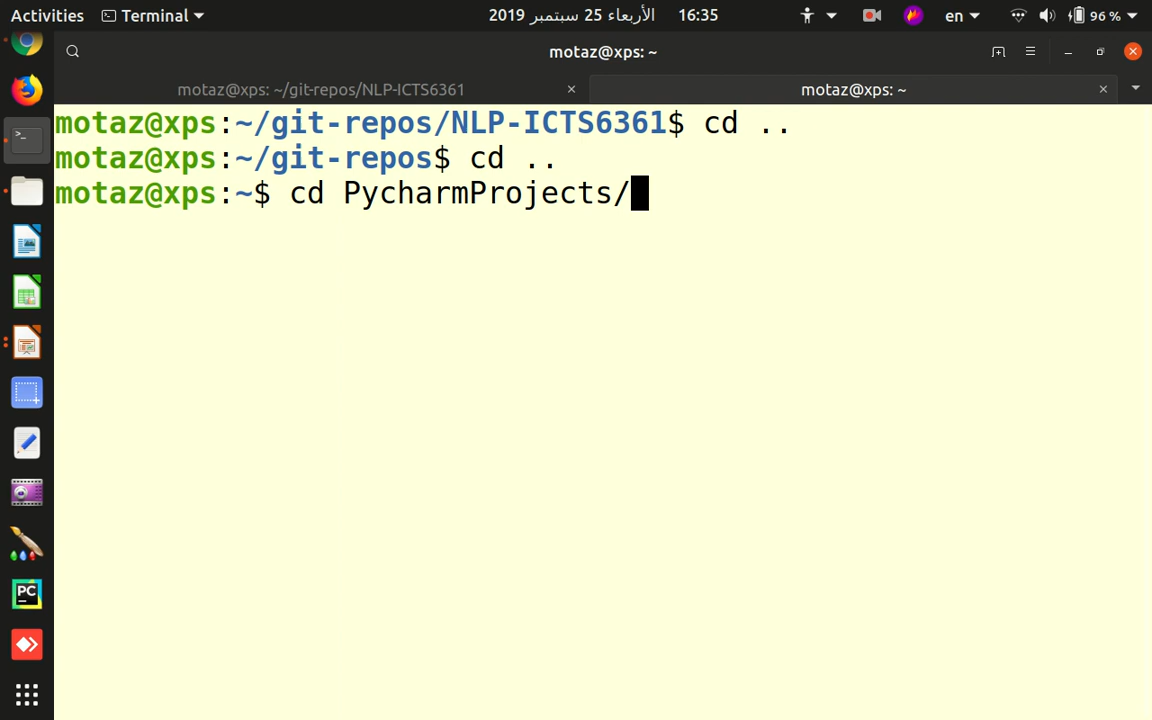 Activities Terminal الأربعاء 25 سبتمبر 2019 16:35 en 96 %
motaz@xps: ~
motaz@xps: ~/git-repos/NLP-ICTS6361 × motaz@xps: ~ ×
motaz@xps:~/git-repos/NLP-ICTS6361$ cd ..
motaz@xps:~/git-repos$ cd ..
motaz@xps:~$ cd PycharmProjects/
>_
PC